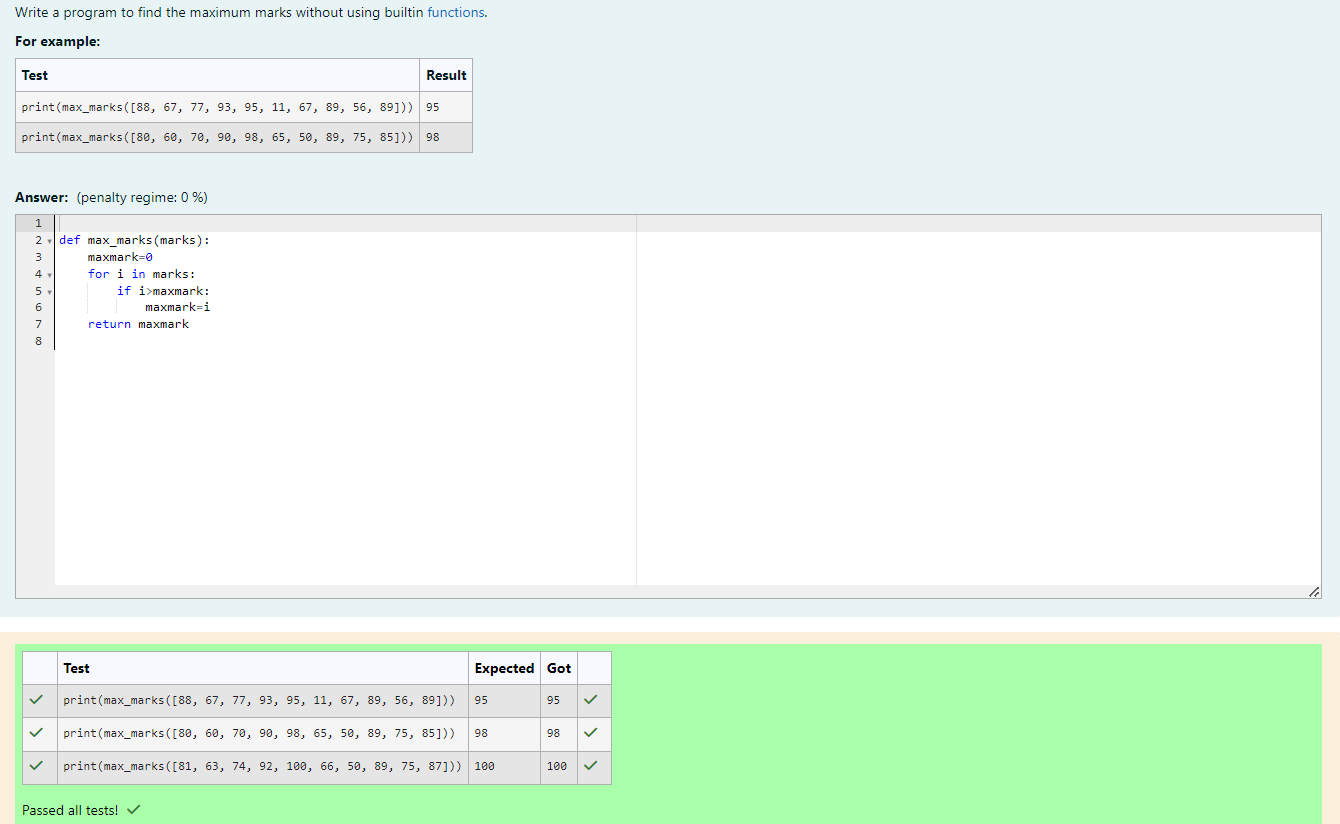 Write a program to find the maximum marks without using builtin functions.
For example:
Test Result
print(max_marks([88, 67, 77, 93, 95, 11, 67, 89, 56, 89])) 95
print(max_marks([80, 60, 70, 90, 98, 65, 50, 89, 75, 85])) 98
Answer: (penalty regime: 0 %)
1
2 def max_marks(marks):
3 maxmark=0
4 for i in marks:
5 if i>maxmark:
6 maxmark=i
7 return maxmark
8
Test Expected Got
print(max_marks([88, 67, 77, 93, 95, 11, 67, 89, 56, 89])) 95 95
print(max_marks([80, 60, 70, 90, 98, 65, 50, 89, 75, 85])) 98 98
print(max_marks([81, 63, 74, 92, 100, 66, 50, 89, 75, 87])) 100 100
Passed all tests!